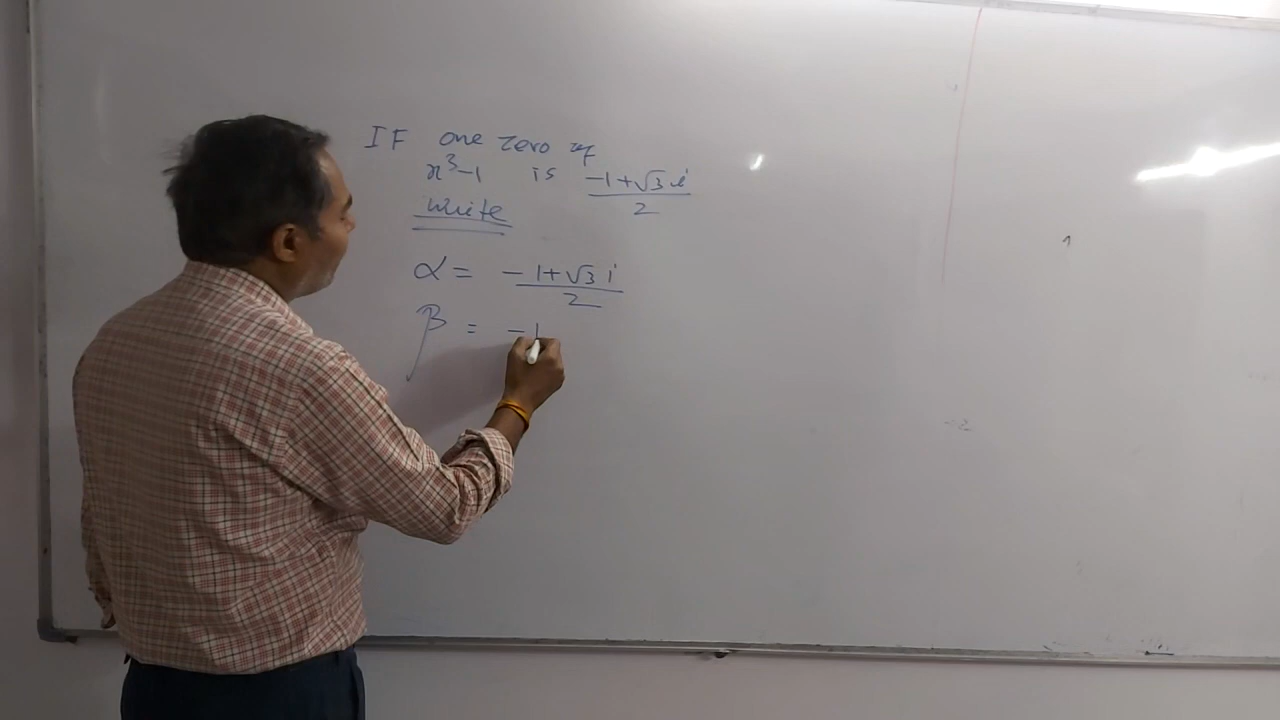 IF one zero of
x³-1 is (-1+√3 i)/2
write
α = (-1+√3 i)/2
β = -1